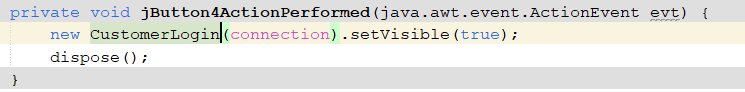 private void jButton4ActionPerformed(java.awt.event.ActionEvent evt) {
    new CustomerLogin(connection).setVisible(true);
    dispose();
}